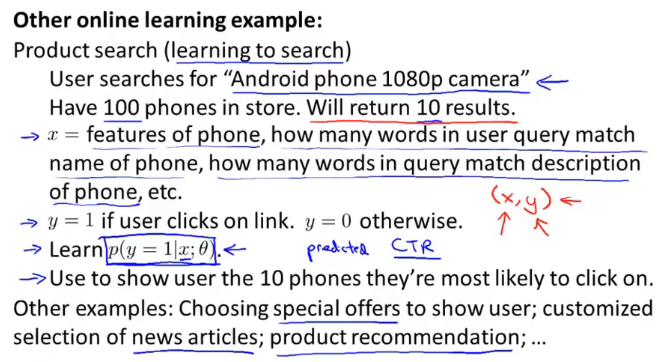 Other online learning example:
Product search (learning to search)
User searches for “Android phone 1080p camera” ←
Have 100 phones in store. Will return 10 results.
→ x = features of phone, how many words in user query match
name of phone, how many words in query match description
of phone, etc.
(x, y) ←
→ y = 1 if user clicks on link. y = 0 otherwise.
→ Learn p(y = 1|x; θ). ← predicted CTR
→ Use to show user the 10 phones they’re most likely to click on.
Other examples: Choosing special offers to show user; customized
selection of news articles; product recommendation; ...